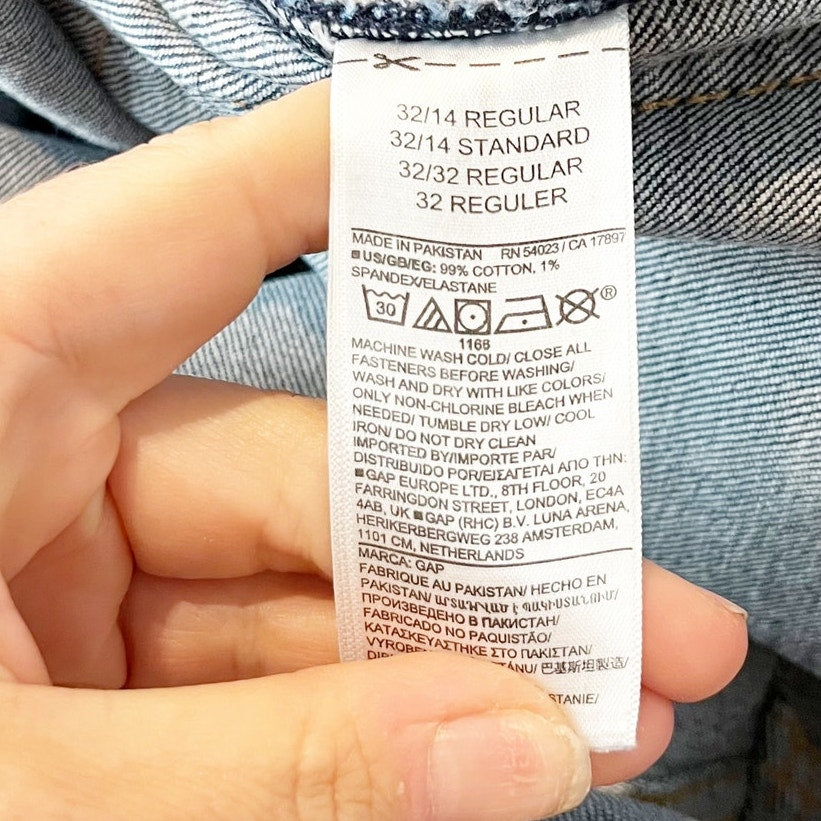 32/14 REGULAR
32/14 STANDARD
32/32 REGULAR
32 REGULER
MADE IN PAKISTAN RN 54023 / CA 17897
US/GB/EG: 99% COTTON, 1%
SPANDEX/ELASTANE
30 ®
1166
MACHINE WASH COLD/ CLOSE ALL
FASTENERS BEFORE WASHING/
WASH AND DRY WITH LIKE COLORS/
ONLY NON-CHLORINE BLEACH WHEN
NEEDED/ TUMBLE DRY LOW/ COOL
IRON/ DO NOT DRY CLEAN
IMPORTED BY/IMPORTE PAR/
DISTRIBUIDO POR/ΕΙΣΑΓΕΤΑΙ ΑΠΟ ΤΗΝ:
GAP EUROPE LTD., 8TH FLOOR, 20
FARRINGDON STREET, LONDON, EC4A
4AB, UK GAP (RHC) B.V. LUNA ARENA,
HERIKERBERGWEG 238 AMSTERDAM,
1101 CM, NETHERLANDS
MARCA: GAP
FABRIQUE AU PAKISTAN/ HECHO EN
PAKISTAN/ ԱՐՏԱԴՐՎԱԾ Է ՊԱԿԻՍՏԱՆՈՒՄ/
ПРОИЗВЕДЕНО В ПАКИСТАН/
FABRICADO NO PAQUISTÃO/
ΚΑΤΑΣΚΕΥΑΣΤΗΚΕ ΣΤΟ ΠΑΚΙΣΤΑΝ/
巴基斯坦製造/